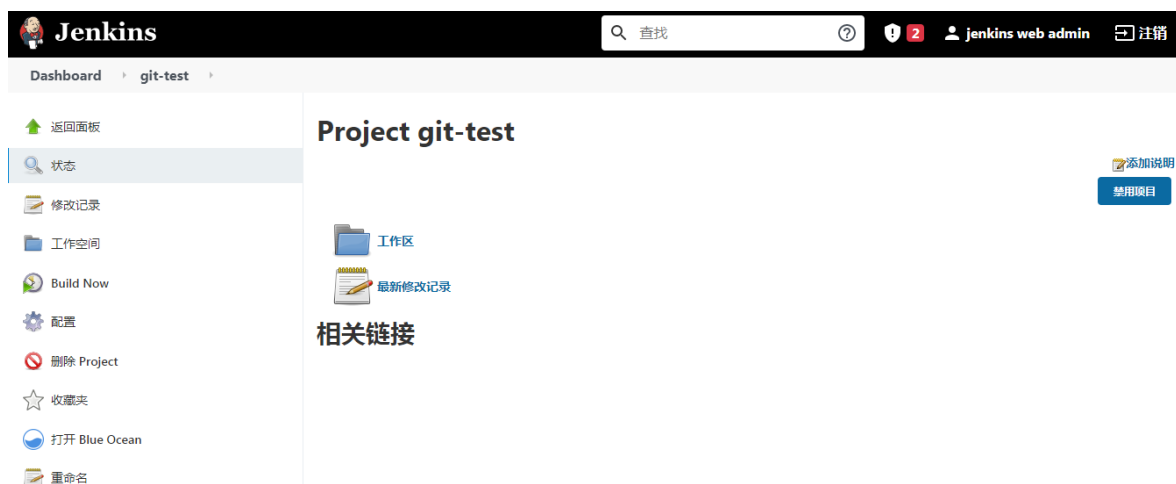 Jenkins
查找
2
jenkins web admin
注销
Dashboard
git-test
返回面板
状态
修改记录
工作空间
Build Now
配置
删除 Project
收藏夹
打开 Blue Ocean
重命名
Project git-test
添加说明
禁用项目
工作区
最新修改记录
相关链接